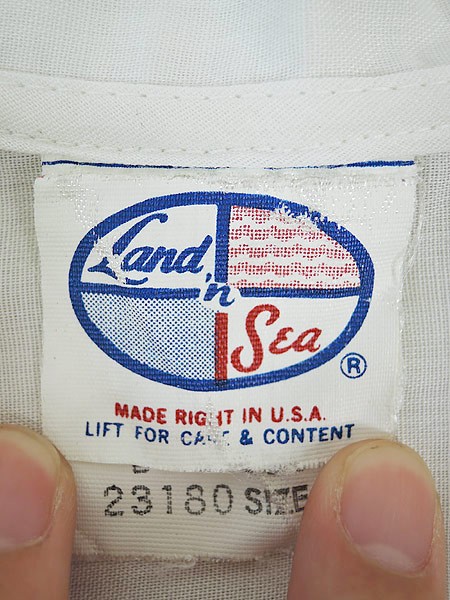 Land
'n
Sea
®
MADE RIGHT IN U.S.A.
LIFT FOR CARE & CONTENT
23180 SIZE